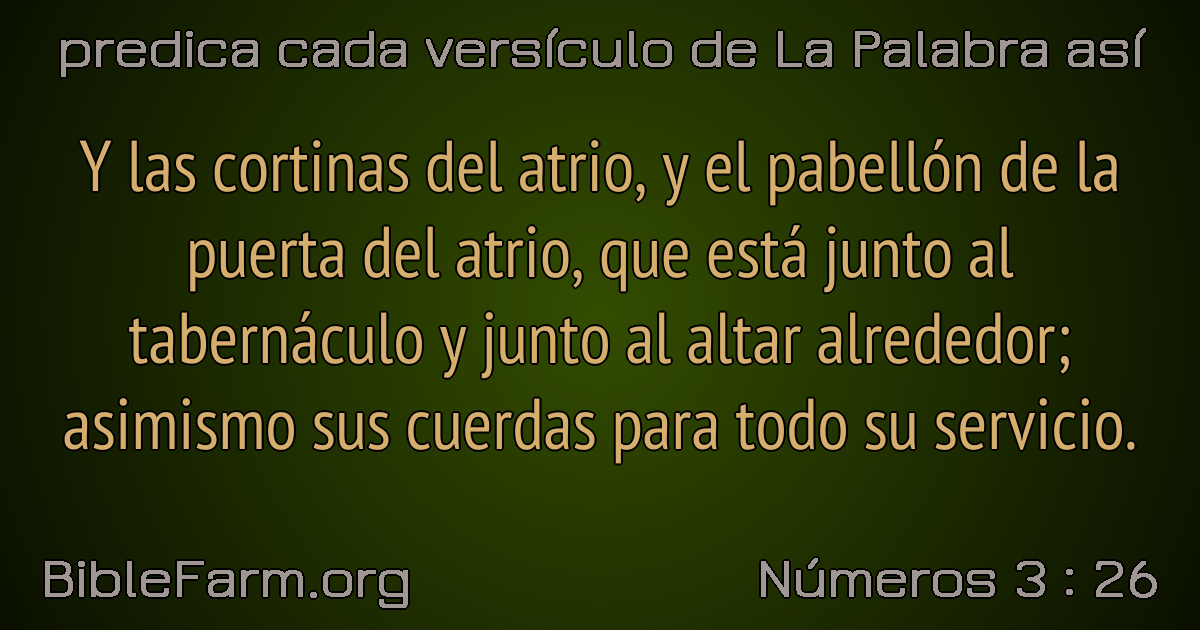 predica cada versículo de La Palabra así
Y las cortinas del atrio, y el pabellón de la
puerta del atrio, que está junto al
tabernáculo y junto al altar alrededor;
asimismo sus cuerdas para todo su servicio.
BibleFarm.org
Números 3 : 26